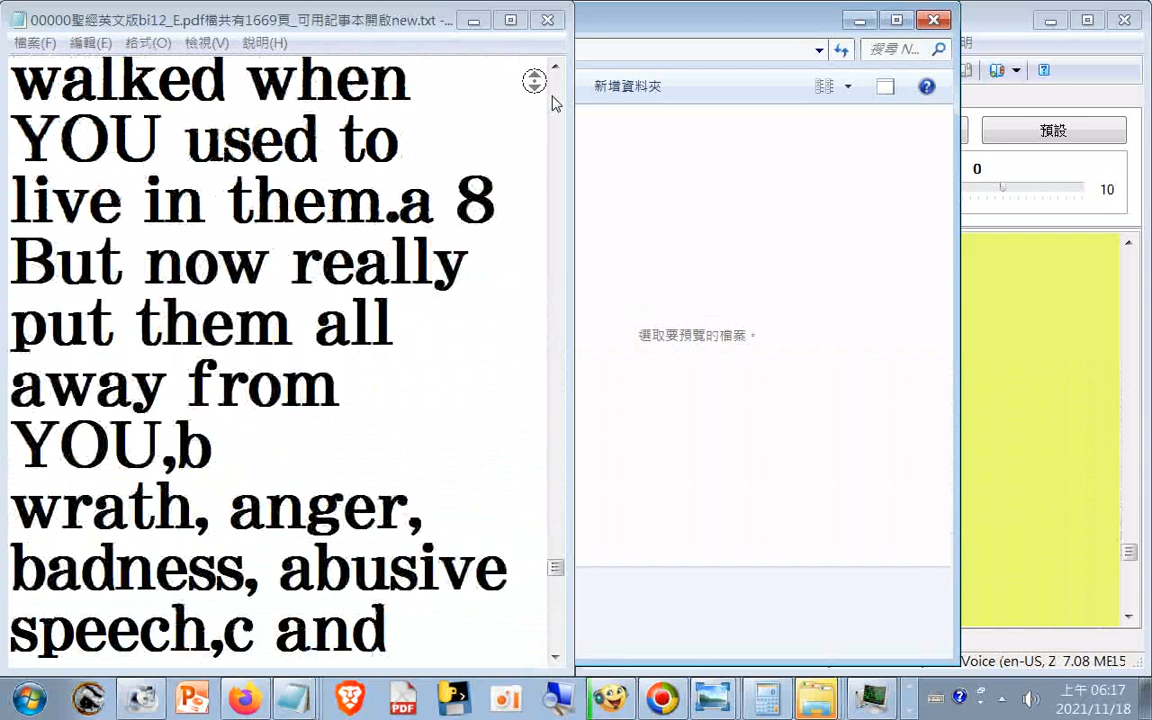 00000聖經英文版bi12_E.pdf檔共有1669頁_可用記事本開啟new.txt -...
檔案(F) 編輯(E) 格式(O) 檢視(V) 說明(H)
walked when
YOU used to
live in them.a 8
But now really
put them all
away from
YOU,b
wrath, anger,
badness, abusive
speech,c and
搜尋 N...
新增資料夾
選取要預覽的檔案。
明
預設
0
10
Voice (en-US, Z 7.08 ME15
上午 06:17
2021/11/18